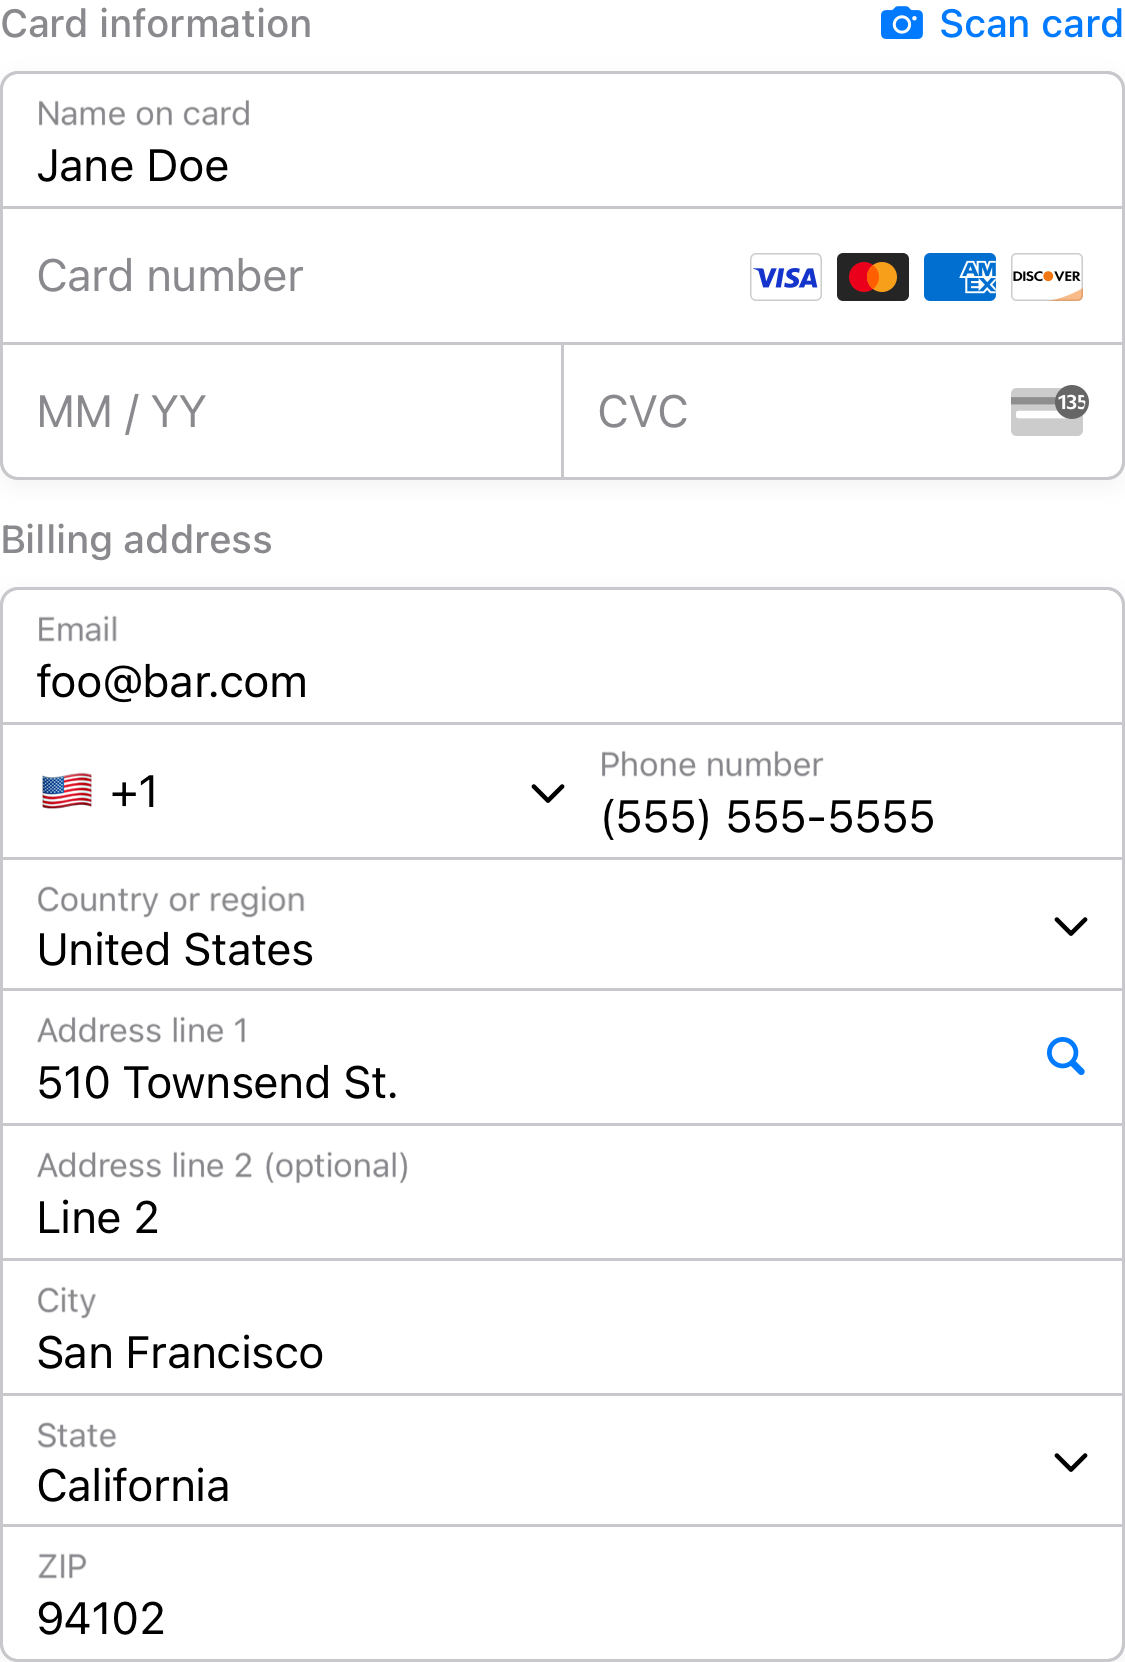 Card information
Scan card
Name on card
Jane Doe
Card number
VISA
AM
EX
DISCOVER
MM / YY
CVC
135
Billing address
Email
foo@bar.com
+1
Phone number
(555) 555-5555
Country or region
United States
Address line 1
510 Townsend St.
Address line 2 (optional)
Line 2
City
San Francisco
State
California
ZIP
94102